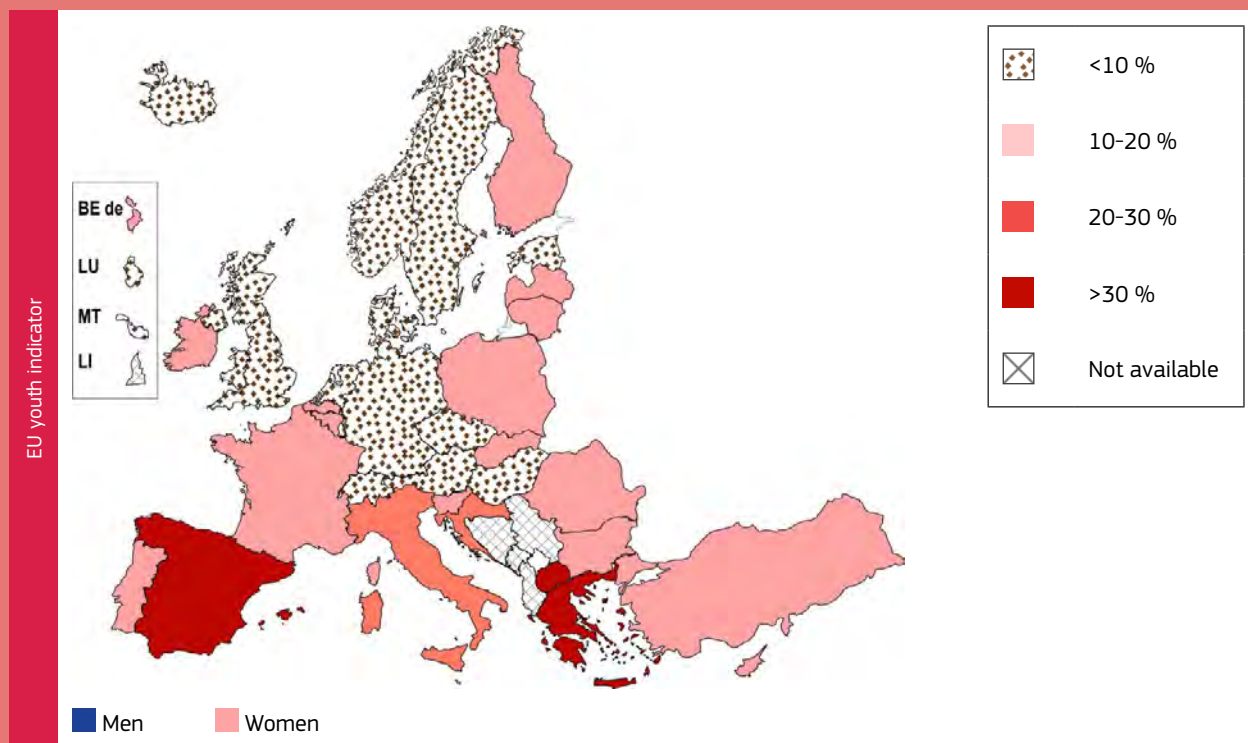 EU youth indicator
BE de
LU
MT
LI
<10 %
10-20 %
20-30 %
>30 %
Not available
Men
Women